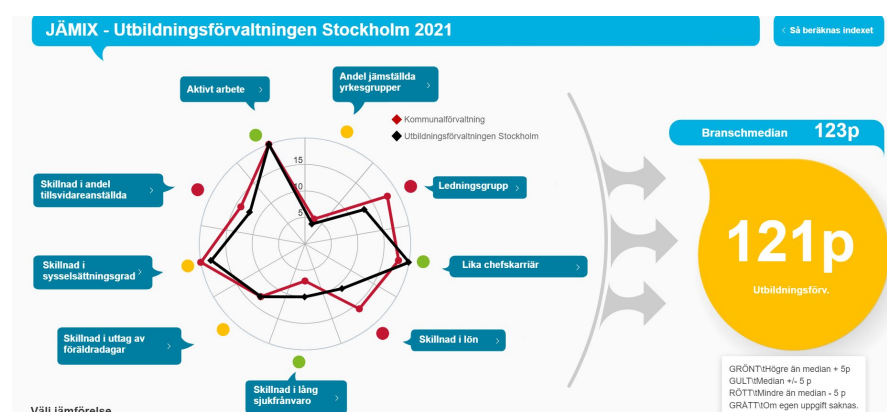 JÄMIX - Utbildningsförvaltningen Stockholm 2021
Så beräknas indexet
Andel jämställda
yrkesgrupper
Aktivt arbete
Kommunalförvaltning
Utbildningsförvaltningen Stockholm
Branschmedian 123p
15
10
5
Skillnad i andel
tillsvidareanställda
Ledningsgrupp
121p
Utbildningsförv.
Skillnad i
sysselsättningsgrad
Lika chefskarriär
Skillnad i uttag av
föräldradagar
Skillnad i lön
Skillnad i lång
sjukfrånvaro
GRÖNT\tHögre än median + 5p
GULT\tMedian +/- 5 p
RÖTT\tMindre än median - 5 p
GRÅTT\tOm egen uppgift saknas.
Välj jämförelse